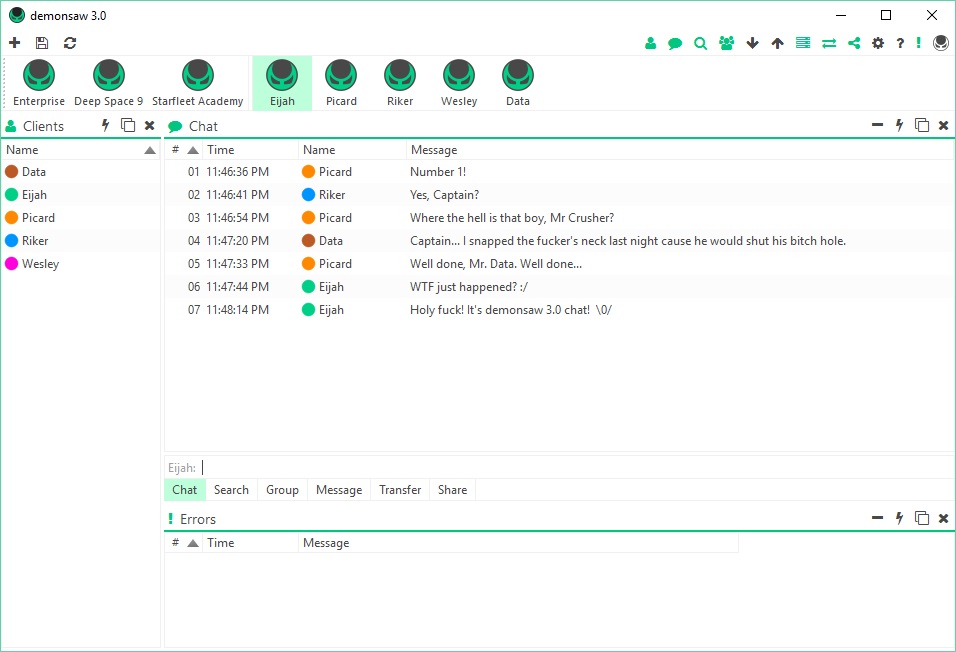 demonsaw 3.0
Enterprise Deep Space 9 Starfleet Academy Eijah Picard Riker Wesley Data
Clients
Name
Data
Eijah
Picard
Riker
Wesley
Chat
# Time Name Message
01 11:46:36 PM Picard Number 1!
02 11:46:41 PM Riker Yes, Captain?
03 11:46:54 PM Picard Where the hell is that boy, Mr Crusher?
04 11:47:20 PM Data Captain... I snapped the fucker's neck last night cause he would shut his bitch hole.
05 11:47:33 PM Picard Well done, Mr. Data. Well done...
06 11:47:44 PM Eijah WTF just happened? :/
07 11:48:14 PM Eijah Holy fuck! It's demonsaw 3.0 chat!  \0/
Eijah:
Chat Search Group Message Transfer Share
Errors
# Time Message